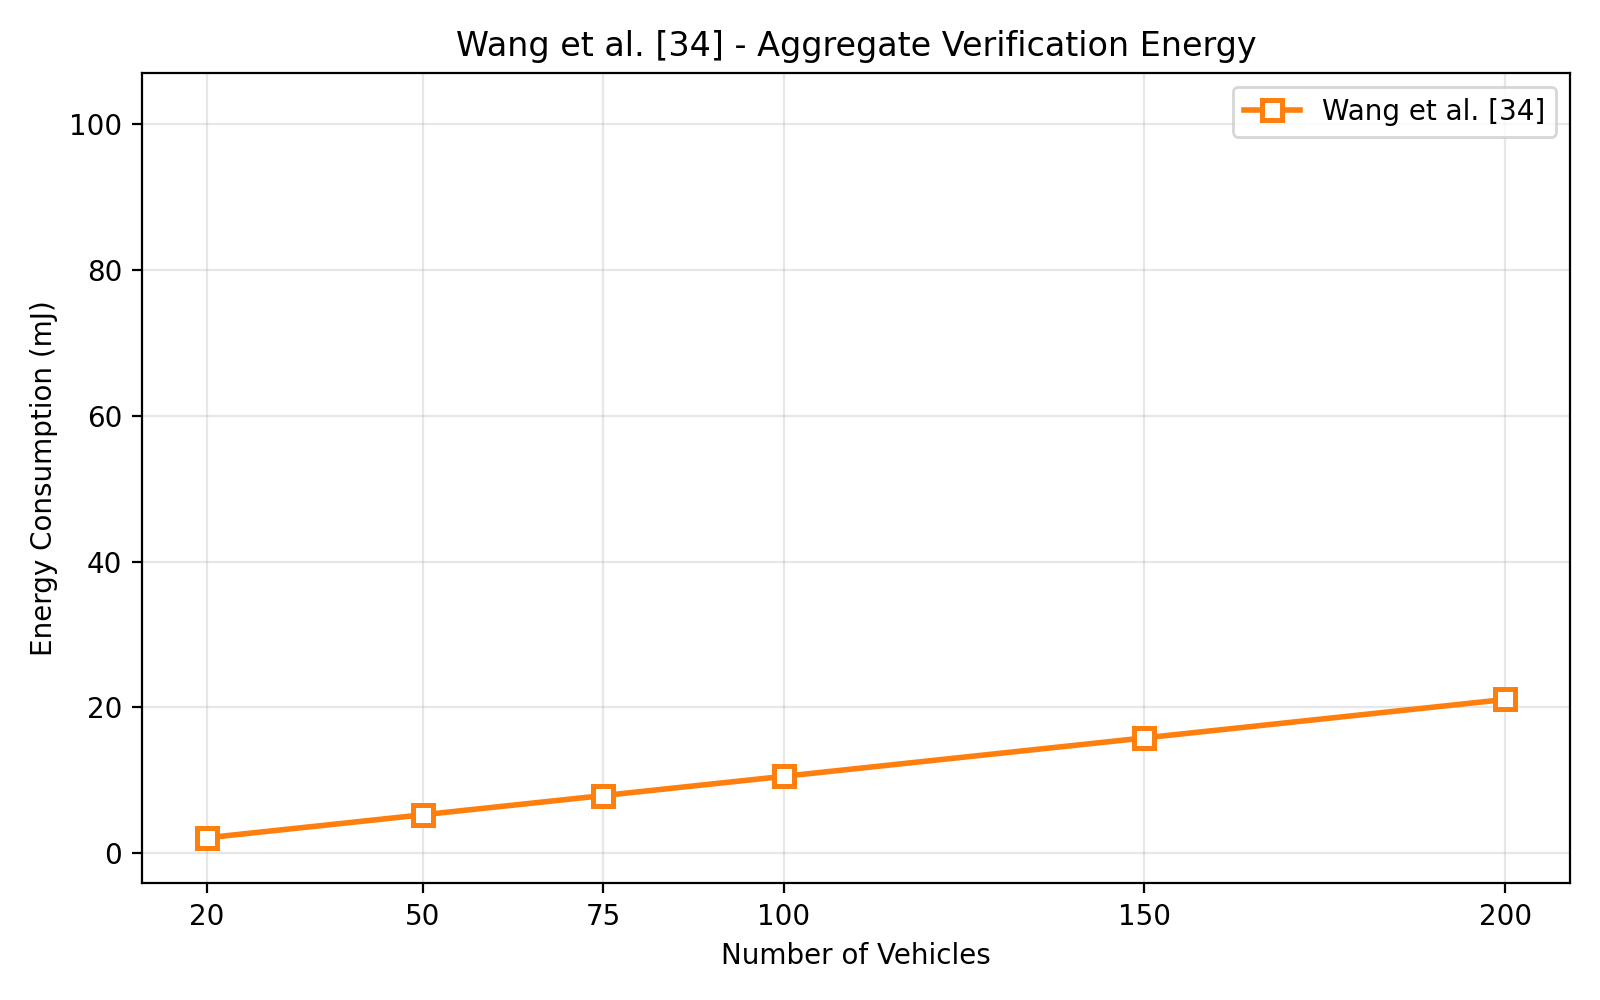 Wang et al. [34] - Aggregate Verification Energy
Wang et al. [34]
Energy Consumption (mJ)
100
80
60
40
20
0
20 50 75 100 150 200
Number of Vehicles